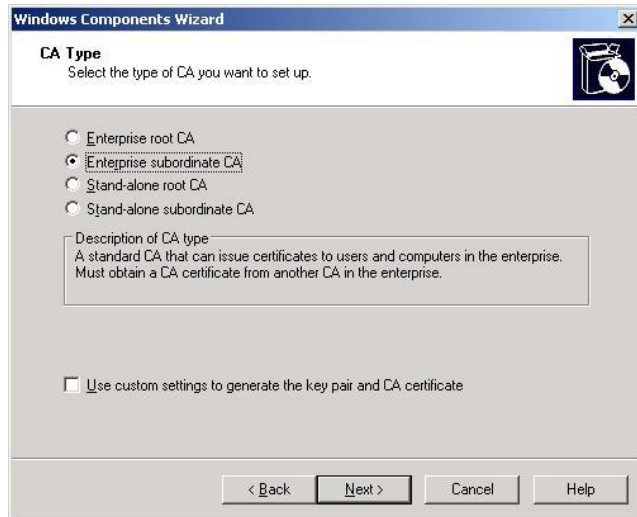 Windows Components Wizard
CA Type
Select the type of CA you want to set up.
Enterprise root CA
Enterprise subordinate CA
Stand-alone root CA
Stand-alone subordinate CA
Description of CA type
A standard CA that can issue certificates to users and computers in the enterprise.
Must obtain a CA certificate from another CA in the enterprise.
Use custom settings to generate the key pair and CA certificate
< Back Next > Cancel Help